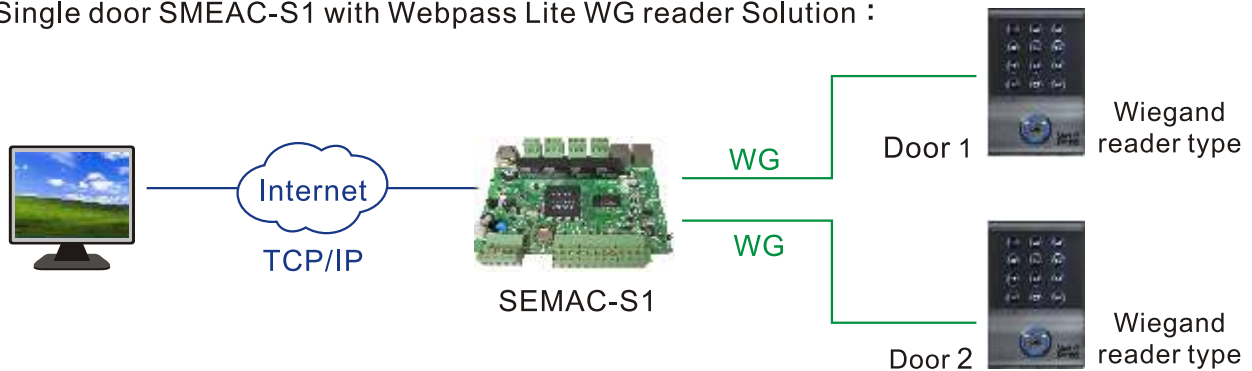 Single door SMEAC-S1 with Webpass Lite WG reader Solution：
Internet
TCP/IP
SEMAC-S1
WG
WG
Door 1
Wiegand
reader type
Door 2
Wiegand
reader type